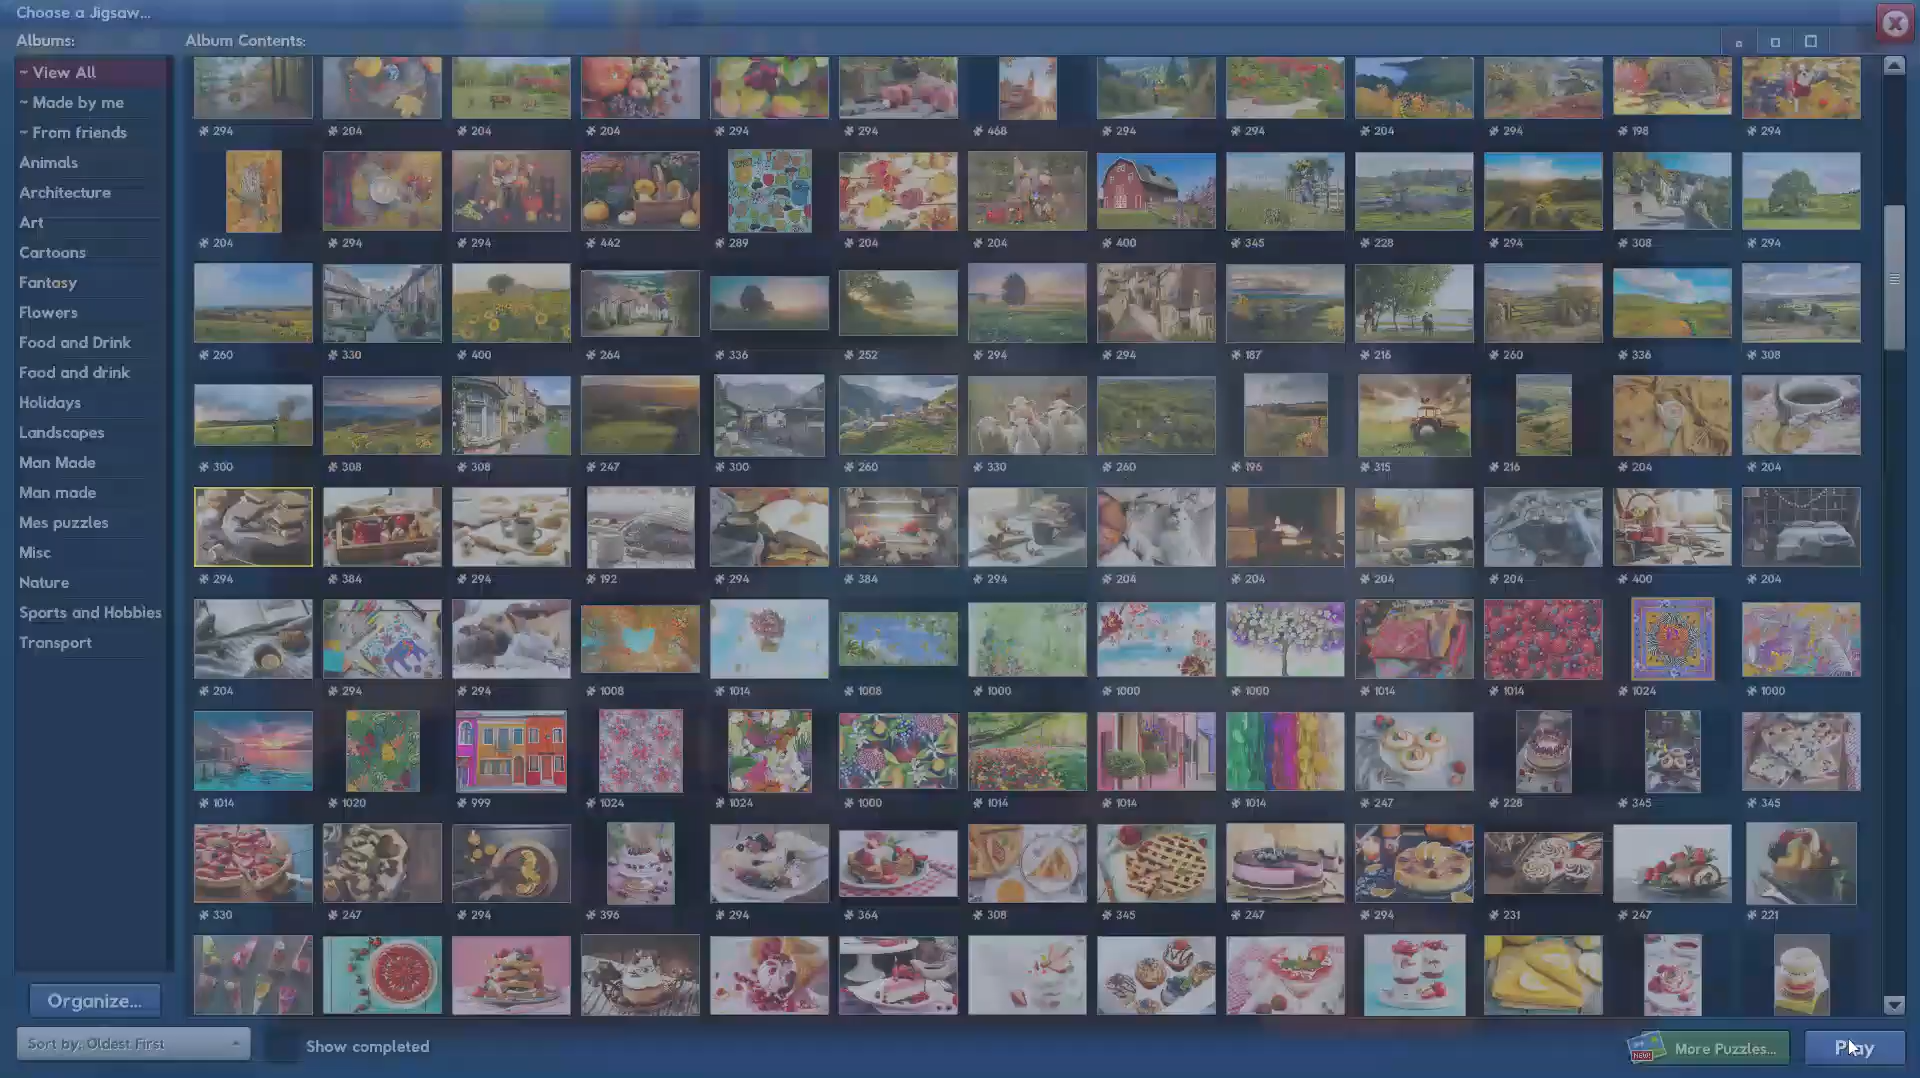 Choose a Jigsaw...
Albums:
Album Contents:
~ View All
~ Made by me
~ From friends
Animals
Architecture
Art
Cartoons
Fantasy
Flowers
Food and Drink
Food and drink
Holidays
Landscapes
Man Made
Man made
Mes puzzles
Misc
Nature
Sports and Hobbies
Transport
294 204 204 204 294 294 468 294 294 204 294 198 294
204 294 294 442 289 204 204 400 345 228 294 308 294
260 330 400 264 336 252 294 294 187 216 260 336 308
300 308 308 247 300 260 330 260 196 315 216 204 204
294 384 294 192 294 384 294 204 204 204 204 400 204
204 294 294 1008 1014 1008 1000 1000 1000 1014 1014 1024 1000
1014 1020 999 1024 1024 1000 1014 1014 1014 247 228 345 345
330 247 294 396 294 364 308 345 247 294 231 247 221
Organize...
Sort by: Oldest First
Show completed
NEW!
More Puzzles...
Play